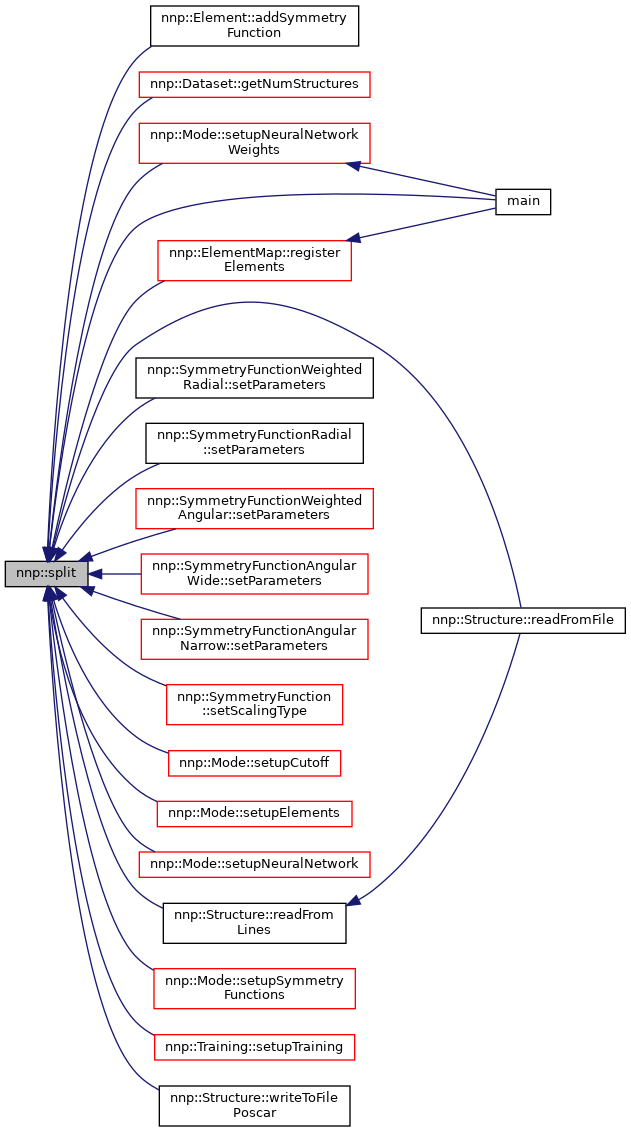 nnp::Element::addSymmetry
Function
nnp::Dataset::getNumStructures
nnp::Mode::setupNeuralNetwork
Weights
main
nnp::ElementMap::register
Elements
nnp::SymmetryFunctionWeighted
Radial::setParameters
nnp::SymmetryFunctionRadial
::setParameters
nnp::SymmetryFunctionWeighted
Angular::setParameters
nnp::split
nnp::SymmetryFunctionAngular
Wide::setParameters
nnp::Structure::readFromFile
nnp::SymmetryFunctionAngular
Narrow::setParameters
nnp::SymmetryFunction
::setScalingType
nnp::Mode::setupCutoff
nnp::Mode::setupElements
nnp::Mode::setupNeuralNetwork
nnp::Structure::readFrom
Lines
nnp::Mode::setupSymmetry
Functions
nnp::Training::setupTraining
nnp::Structure::writeToFile
Poscar